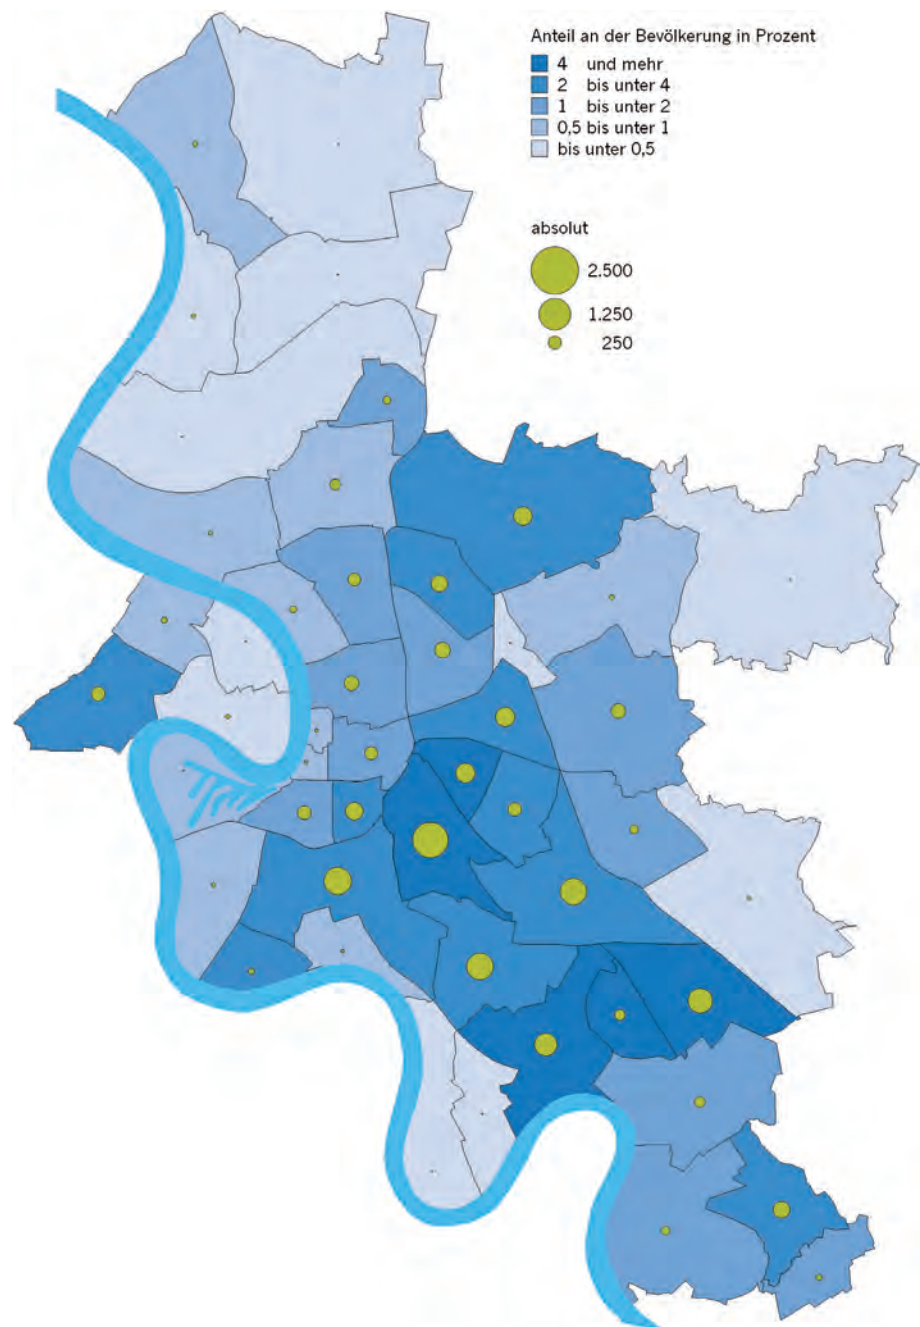 Anteil an der Bevölkerung in Prozent
4 und mehr
2 bis unter 4
1 bis unter 2
0,5 bis unter 1
bis unter 0,5
absolut
2.500
1.250
250